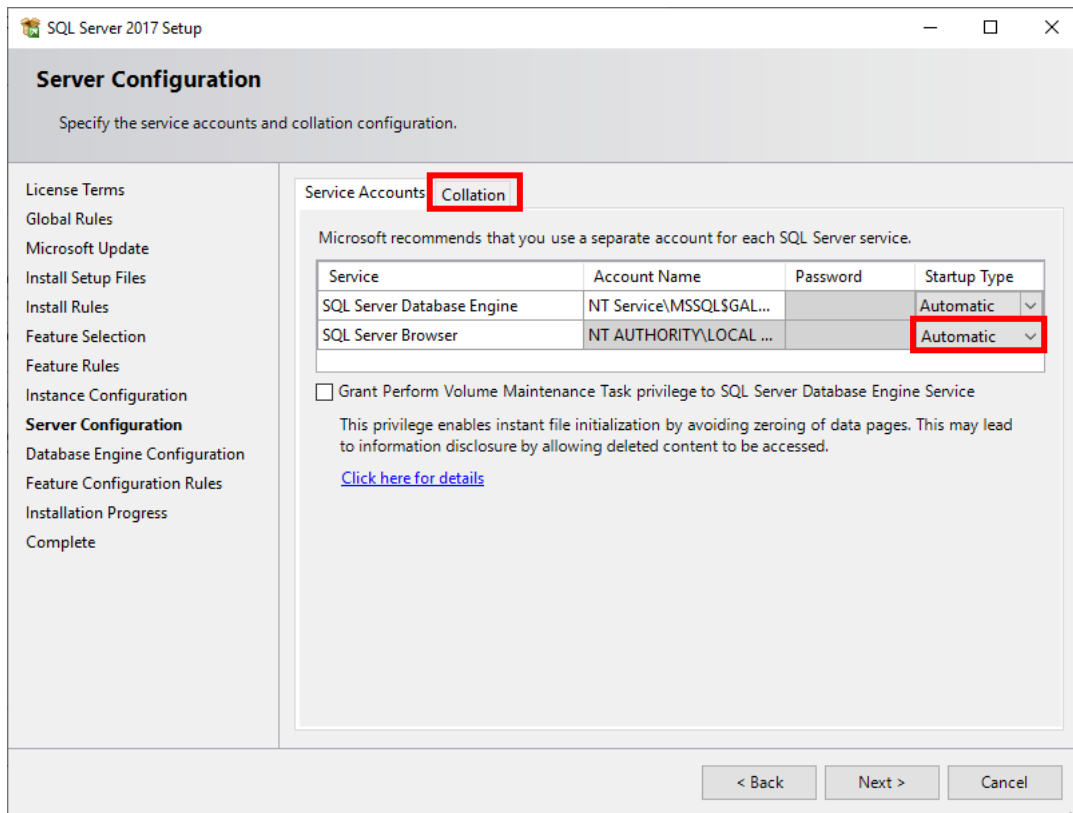 SQL Server 2017 Setup
Server Configuration
Specify the service accounts and collation configuration.
License Terms
Global Rules
Microsoft Update
Install Setup Files
Install Rules
Feature Selection
Feature Rules
Instance Configuration
Server Configuration
Database Engine Configuration
Feature Configuration Rules
Installation Progress
Complete
Service Accounts Collation
Microsoft recommends that you use a separate account for each SQL Server service.
Service Account Name Password Startup Type
SQL Server Database Engine NT Service\MSSQL$GAL... Automatic
SQL Server Browser NT AUTHORITY\LOCAL ... Automatic
Grant Perform Volume Maintenance Task privilege to SQL Server Database Engine Service
This privilege enables instant file initialization by avoiding zeroing of data pages. This may lead
to information disclosure by allowing deleted content to be accessed.
Click here for details
< Back Next > Cancel